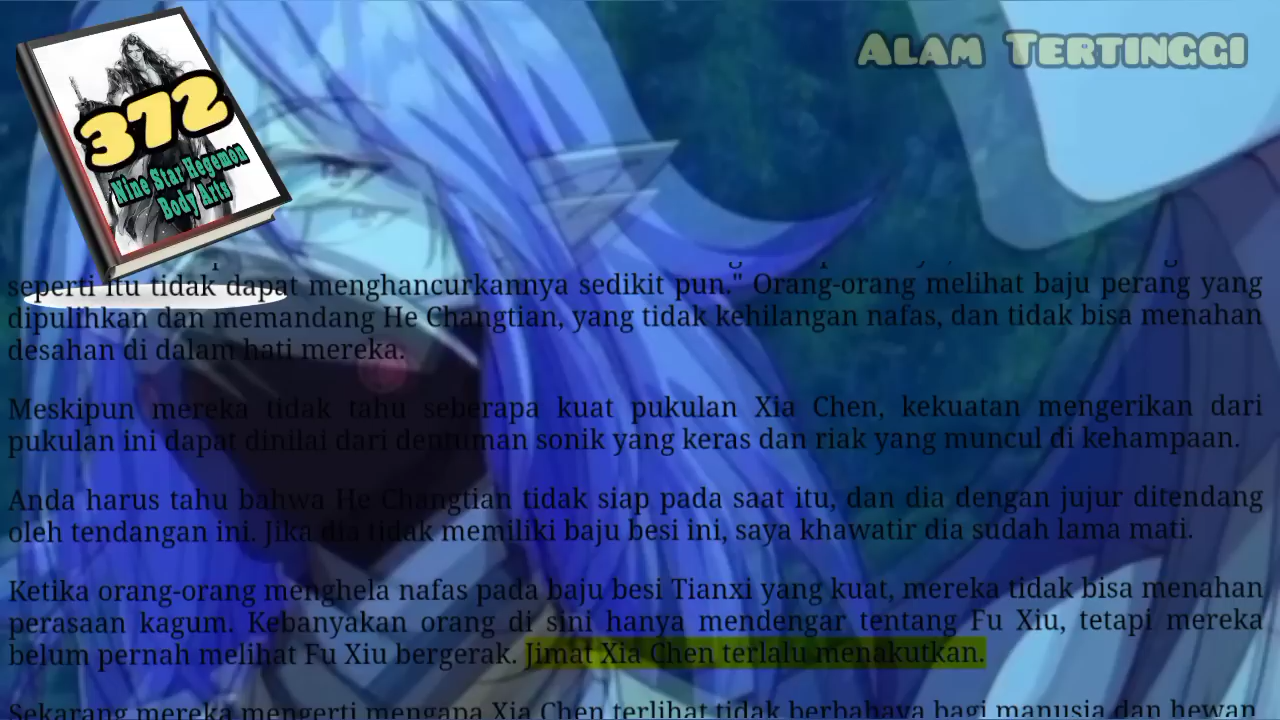 Alam Tertinggi
372
Nine Star Hegemon
Body Arts
seperti itu tidak dapat menghancurkannya sedikit pun." Orang-orang melihat baju perang yang
dipulihkan dan memandang He Changtian, yang tidak kehilangan nafas, dan tidak bisa menahan
desahan di dalam hati mereka.
Meskipun mereka tidak tahu seberapa kuat pukulan Xia Chen, kekuatan mengerikan dari
pukulan ini dapat dinilai dari dentuman sonik yang keras dan riak yang muncul di kehampaan.
Anda harus tahu bahwa He Changtian tidak siap pada saat itu, dan dia dengan jujur ditendang
oleh tendangan ini. Jika dia tidak memiliki baju besi ini, saya khawatir dia sudah lama mati.
Ketika orang-orang menghela nafas pada baju besi Tianxi yang kuat, mereka tidak bisa menahan
perasaan kagum. Kebanyakan orang di sini hanya mendengar tentang Fu Xiu, tetapi mereka
belum pernah melihat Fu Xiu bergerak. Jimat Xia Chen terlalu menakutkan.
Sekarang mereka mengerti mengapa Xia Chen terlihat tidak berbahaya bagi manusia dan hewan